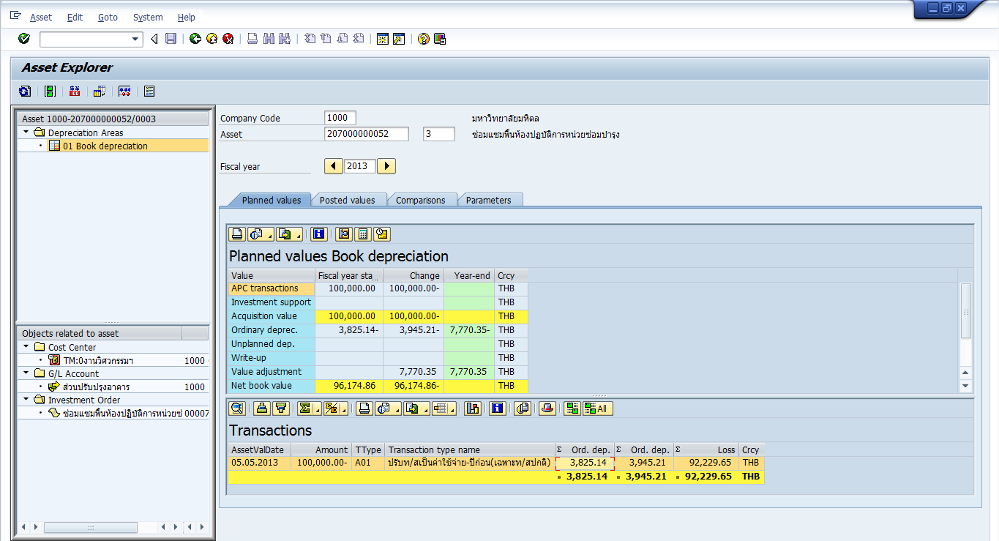 Asset Edit Goto System Help
Asset Explorer
Asset 1000-207000000052/0003
Depreciation Areas
01 Book depreciation
Objects related to asset
Cost Center
TM:0งานวิศวกรรมฯ 1000
G/L Account
ส่วนปรับปรุงอาคาร 1000
Investment Order
ซ่อมแซมพื้นห้องปฏิบัติการหน่วยซ่ 00007
Company Code 1000 มหาวิทยาลัยมหิดล
Asset 207000000052 3 ซ่อมแซมพื้นห้องปฏฺบัติการหน่วยซ่อมบำรุง
Fiscal year 2013
Planned values Posted values Comparisons Parameters
Planned values Book depreciation
Value Fiscal year sta... Change Year-end Crcy
APC transactions 100,000.00 100,000.00- THB
Investment support THB
Acquisition value 100,000.00 100,000.00- THB
Ordinary deprec. 3,825.14- 3,945.21- 7,770.35- THB
Unplanned dep. THB
Write-up THB
Value adjustment 7,770.35 7,770.35 THB
Net book value 96,174.86 96,174.86- THB
All
Transactions
AssetValDate Amount TType Transaction type name Σ Ord. dep. Σ Ord. dep. Σ Loss Crcy
05.05.2013 100,000.00- A01 ปรับท/สเป็นค่าใช้จ่าย-ปีก่อน(เฉพาะท/สปกติ) 3,825.14 3,945.21 92,229.65 THB
▪ 3,825.14 ▪ 3,945.21 ▪ 92,229.65 THB